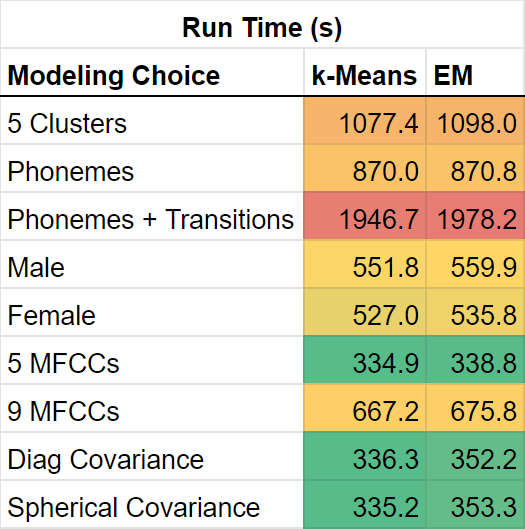 Run Time (s)
Modeling Choice k-Means EM
5 Clusters 1077.4 1098.0
Phonemes 870.0 870.8
Phonemes + Transitions 1946.7 1978.2
Male 551.8 559.9
Female 527.0 535.8
5 MFCCs 334.9 338.8
9 MFCCs 667.2 675.8
Diag Covariance 336.3 352.2
Spherical Covariance 335.2 353.3